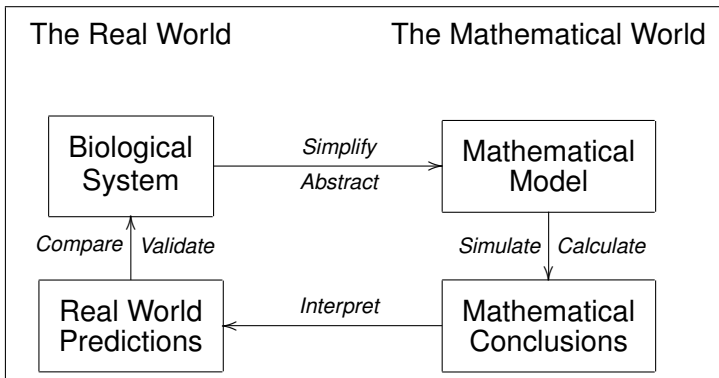 The Real World
The Mathematical World
Biological
System
Simplify
Abstract
Mathematical
Model
Compare
Validate
Simulate
Calculate
Real World
Predictions
Interpret
Mathematical
Conclusions